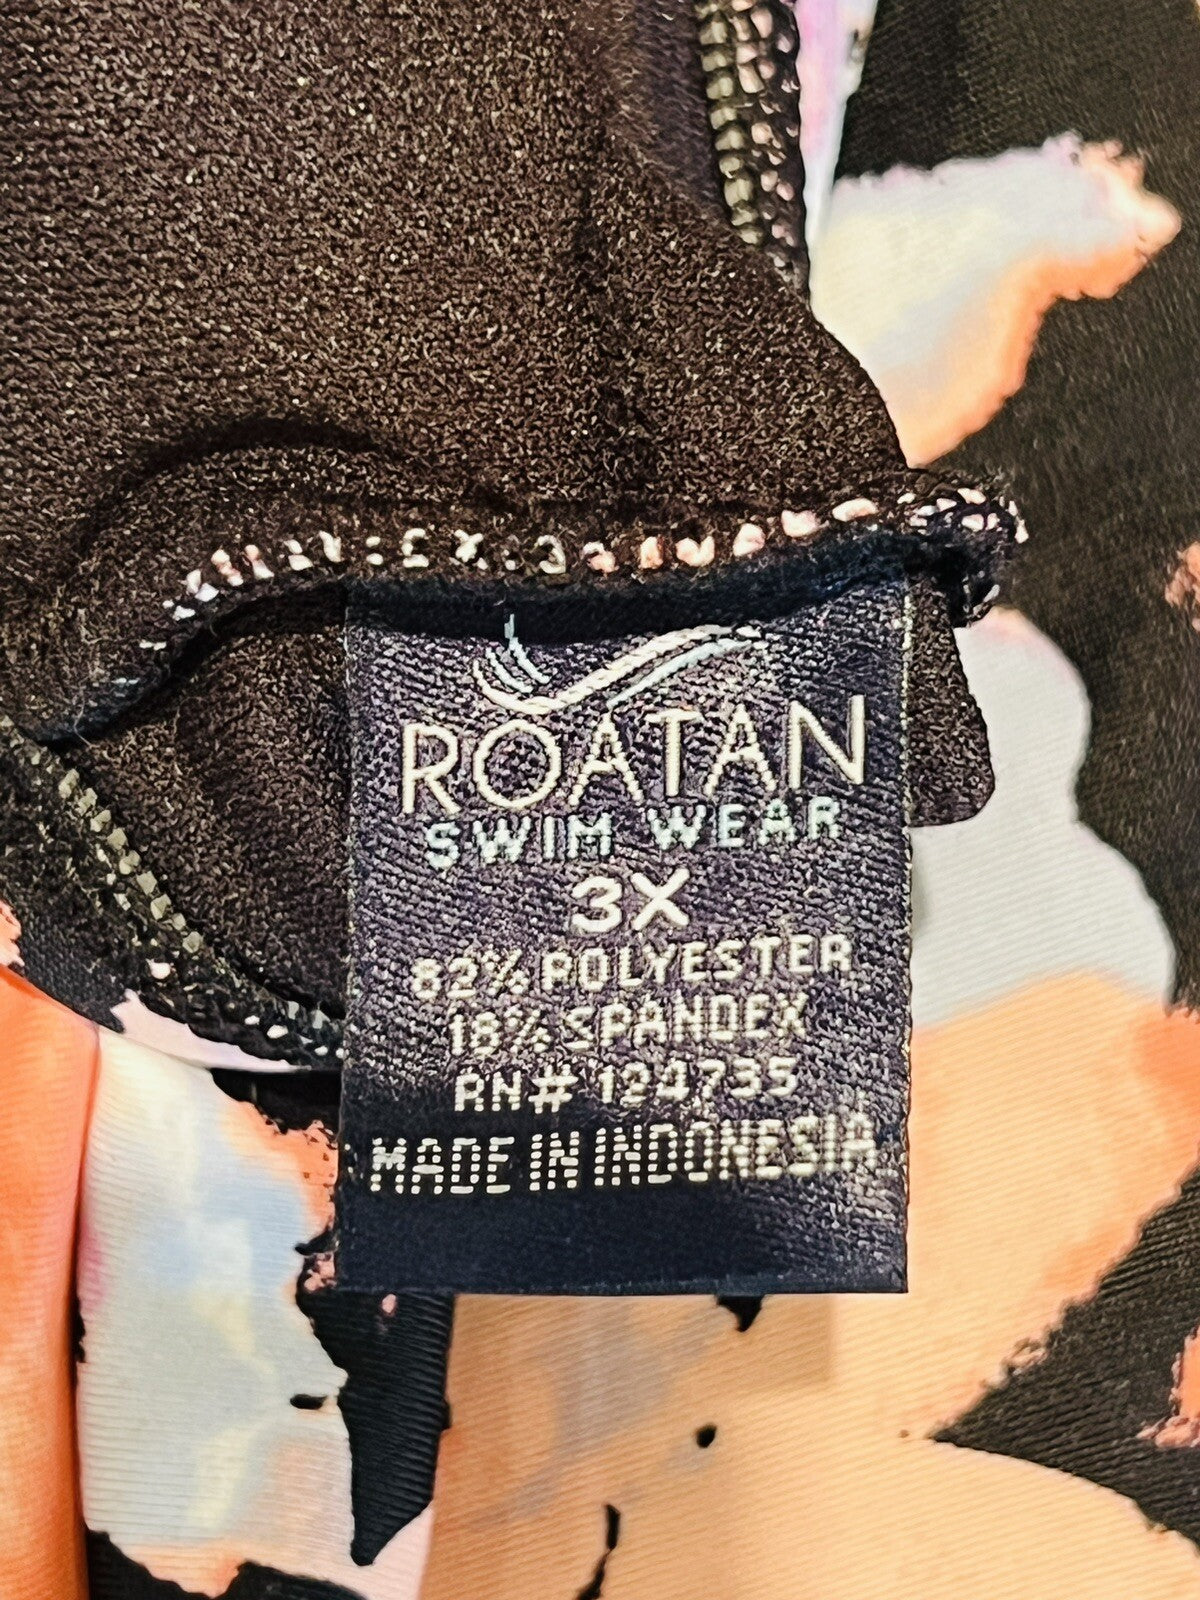 ROATAN
SWIM WEAR
3X
82% POLYESTER
18% SPANDEX
RN# 124735
MADE IN INDONESIA